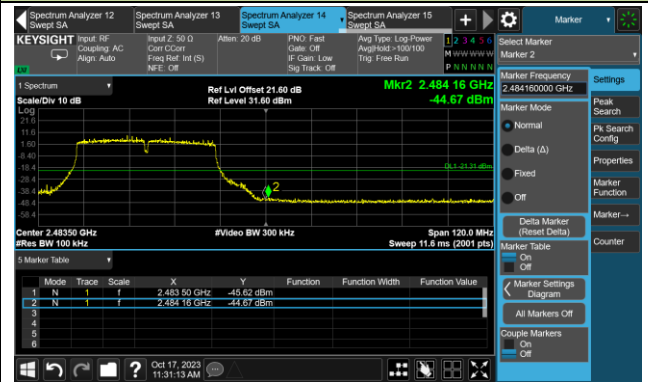 Spectrum Analyzer 12
Swept SA
Spectrum Analyzer 13
Swept SA
Spectrum Analyzer 14
Swept SA
Spectrum Analyzer 15
Swept SA
+
Marker
KEYSIGHT
Input: RF
Coupling: AC
Align: Auto
Input Z: 50 Ω
Corr CCorr
Freq Ref: Int (S)
NFE: Off
Atten: 20 dB
PNO: Fast
Gate: Off
IF Gain: Low
Sig Track: Off
Avg Type: Log-Power
Avg|Hold:>100/100
Trig: Free Run
1 2 3 4 5 6
M W W W W W
P N N N N N
LNI
1 Spectrum
Scale/Div 10 dB
Log
Ref Lvl Offset 21.60 dB
Ref Level 31.60 dBm
Mkr2 2.484 16 GHz
-44.67 dBm
21.6
11.6
1.60
-8.40
-18.4
-28.4
-38.4
-48.4
-58.4
DL1 -21.31 dBm
2
Center 2.48350 GHz
#Res BW 100 kHz
#Video BW 300 kHz
Span 120.0 MHz
Sweep 11.6 ms (2001 pts)
5 Marker Table
Mode Trace Scale X Y Function Function Width Function Value
1 N 1 f 2.483 50 GHz -45.62 dBm
2 N 1 f 2.484 16 GHz -44.67 dBm
3
4
5
6
Oct 17, 2023
11:31:13 AM
Select Marker
Marker 2
Marker Frequency
2.484160000 GHz
Marker Mode
Normal
Delta (Δ)
Fixed
Off
Delta Marker
(Reset Delta)
Marker Table
On
Off
Marker Settings
Diagram
All Markers Off
Couple Markers
On
Off
Settings
Peak
Search
Pk Search
Config
Properties
Marker
Function
Marker→
Counter